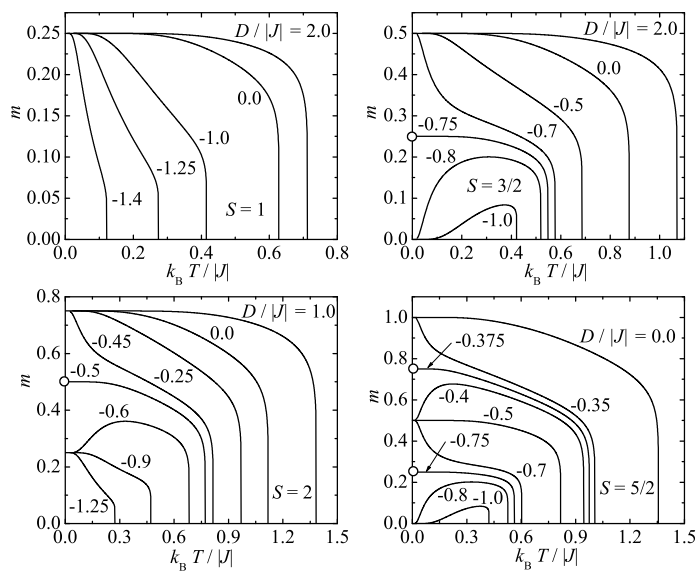 D / |J| = 2.0
0.25
0.20
0.15
0.10
0.05
0.00
m
0.0
-1.0
-1.25
-1.4
S = 1
0.0 0.2 0.4 0.6 0.8
k_B T / |J|
D / |J| = 2.0
0.5
0.4
0.3
0.2
0.1
0.0
m
0.0
-0.5
-0.7
-0.75
-0.8
S = 3/2
-1.0
0.0 0.2 0.4 0.6 0.8 1.0
k_B T / |J|
D / |J| = 1.0
0.8
0.6
0.4
0.2
0.0
m
0.0
-0.45
-0.25
-0.5
-0.6
-0.9
-1.25
S = 2
0.0 0.3 0.6 0.9 1.2 1.5
k_B T / |J|
D / |J| = 0.0
1.0
0.8
0.6
0.4
0.2
0.0
m
-0.375
-0.4
-0.35
-0.5
-0.75
-0.7
-0.8
-1.0
S = 5/2
0.0 0.3 0.6 0.9 1.2 1.5
k_B T / |J|